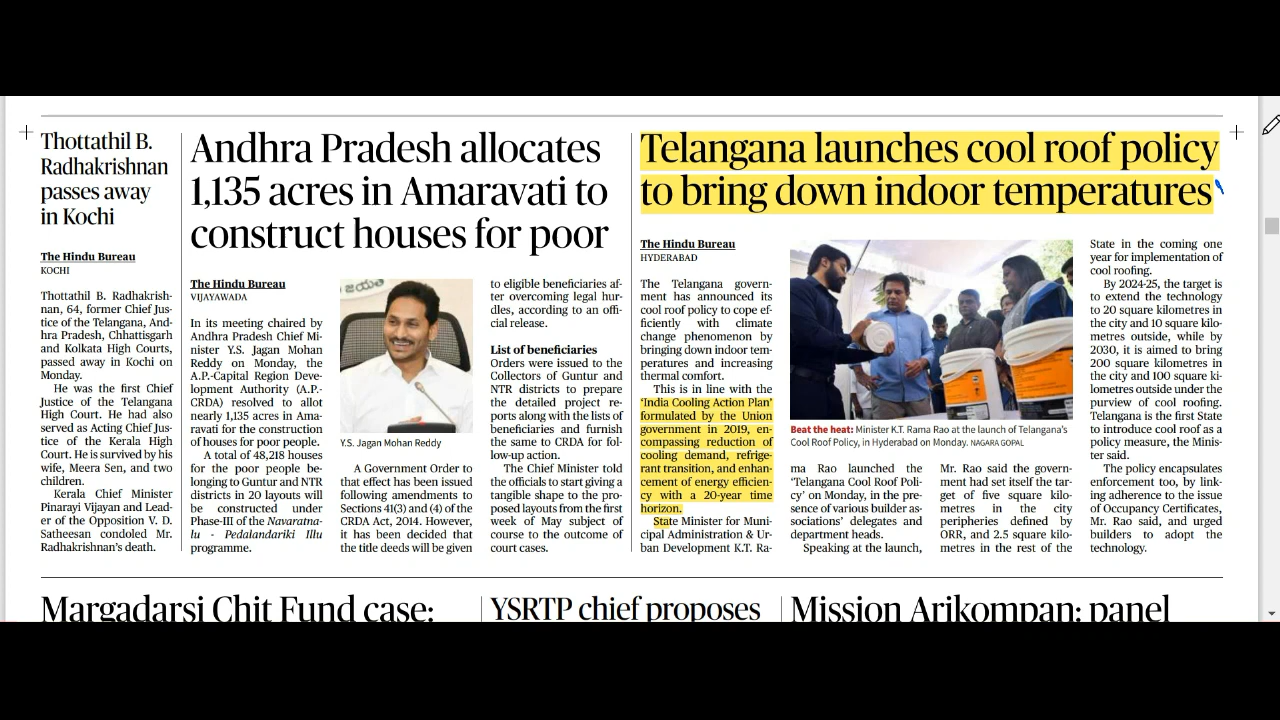 Thottathil B.
Radhakrishnan
passes away
in Kochi
The Hindu Bureau
KOCHI
Thottathil B. Radhakrish-
nan, 64, former Chief Jus-
tice of the Telangana, And-
hra Pradesh, Chhattisgarh
and Kolkata High Courts,
passed away in Kochi on
Monday.
He was the first Chief
Justice of the Telangana
High Court. He had also
served as Acting Chief Jus-
tice of the Kerala High
Court. He is survived by his
wife, Meera Sen, and two
children.
Kerala Chief Minister
Pinarayi Vijayan and Lead-
er of the Opposition V. D.
Satheesan condoled Mr.
Radhakrishnan's death.
Andhra Pradesh allocates
1,135 acres in Amaravati to
construct houses for poor
The Hindu Bureau
VIJAYAWADA
In its meeting chaired by
Andhra Pradesh Chief Mi-
nister Y.S. Jagan Mohan
Reddy on Monday, the
A.P.-Capital Region Deve-
lopment Authority (A.P.-
CRDA) resolved to allot
nearly 1,135 acres in Ama-
ravati for the construction
of houses for poor people.
A total of 48,218 houses
for the poor people be-
longing to Guntur and NTR
districts in 20 layouts will
be constructed under
Phase-III of the Navaratna-
lu - Pedalandariki Illu
programme.
Y.S. Jagan Mohan Reddy
A Government Order to
that effect has been issued
following amendments to
Sections 41(3) and (4) of the
CRDA Act, 2014. However,
it has been decided that
the title deeds will be given
to eligible beneficiaries af-
ter overcoming legal hur-
dles, according to an offi-
cial release.
List of beneficiaries
Orders were issued to the
Collectors of Guntur and
NTR districts to prepare
the detailed project re-
ports along with the lists of
beneficiaries and furnish
the same to CRDA for fol-
low-up action.
The Chief Minister told
the officials to start giving a
tangible shape to the pro-
posed layouts from the first
week of May subject of
course to the outcome of
court cases.
Telangana launches cool roof policy
to bring down indoor temperatures
The Hindu Bureau
HYDERABAD
The Telangana govern-
ment has announced its
cool roof policy to cope ef-
ficiently with climate
change phenomenon by
bringing down indoor tem-
peratures and increasing
thermal comfort.
This is in line with the
'India Cooling Action Plan'
formulated by the Union
government in 2019, en-
compassing reduction of
cooling demand, refrige-
rant transition, and enhan-
cement of energy efficien-
cy with a 20-year time
horizon.
State Minister for Muni-
cipal Administration & Ur-
ban Development K.T. Ra-
Beat the heat: Minister K.T. Rama Rao at the launch of Telangana's
Cool Roof Policy, in Hyderabad on Monday. NAGARA GOPAL
ma Rao launched the
'Telangana Cool Roof Poli-
cy' on Monday, in the pre-
sence of various builder as-
sociations' delegates and
department heads.
Speaking at the launch,
Mr. Rao said the govern-
ment had set itself the tar-
get of five square kilo-
metres in the city
peripheries defined by
ORR, and 2.5 square kilo-
metres in the rest of the
State in the coming one
year for implementation of
cool roofing.
By 2024-25, the target is
to extend the technology
to 20 square kilometres in
the city and 10 square kilo-
metres outside, while by
2030, it is aimed to bring
200 square kilometres in
the city and 100 square ki-
lometres outside under the
purview of cool roofing.
Telangana is the first State
to introduce cool roof as a
policy measure, the Minis-
ter said.
The policy encapsulates
enforcement too, by link-
ing adherence to the issue
of Occupancy Certificates,
Mr. Rao said, and urged
builders to adopt the
technology.
Margadarsi Chit Fund case:
YSRTP chief proposes
Mission Arikompan: panel